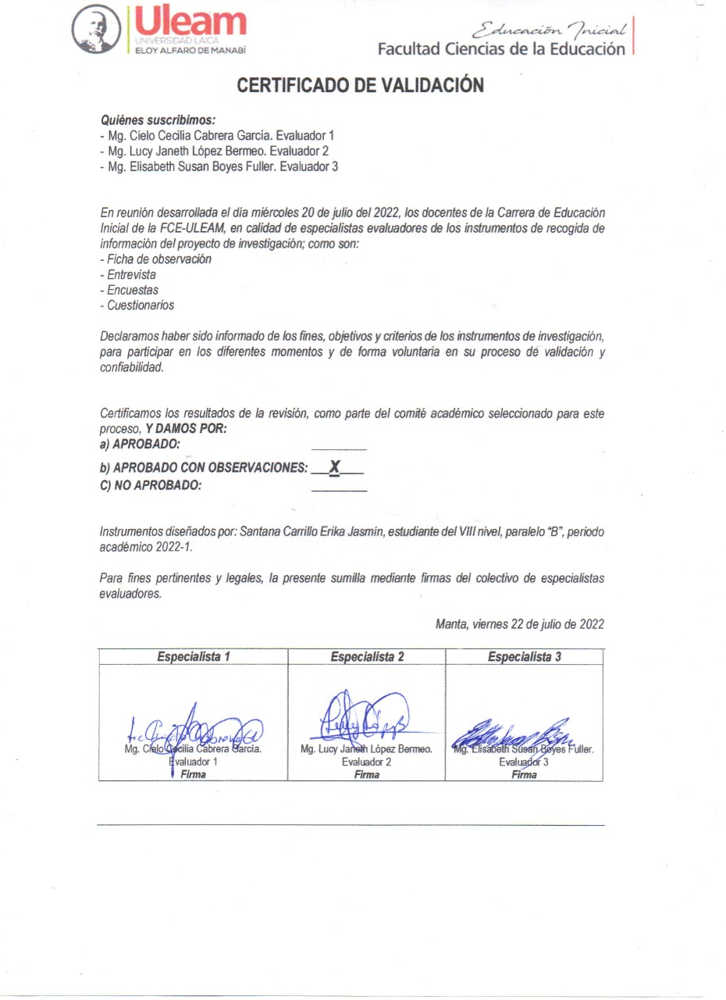 Uleam
UNIVERSIDAD LAICA
ELOY ALFARO DE MANABÍ
Educación Inicial
Facultad Ciencias de la Educación
CERTIFICADO DE VALIDACIÓN
Quiénes suscribimos:
- Mg. Cielo Cecilia Cabrera García. Evaluador 1
- Mg. Lucy Janeth López Bermeo. Evaluador 2
- Mg. Elisabeth Susan Boyes Fuller. Evaluador 3
En reunión desarrollada el día miércoles 20 de julio del 2022, los docentes de la Carrera de Educación
Inicial de la FCE-ULEAM, en calidad de especialistas evaluadores de los instrumentos de recogida de
información del proyecto de investigación; como son:
- Ficha de observación
- Entrevista
- Encuestas
- Cuestionarios
Declaramos haber sido informado de los fines, objetivos y criterios de los instrumentos de investigación,
para participar en los diferentes momentos y de forma voluntaria en su proceso de validación y
confiabilidad.
Certificamos los resultados de la revisión, como parte del comité académico seleccionado para este
proceso, Y DAMOS POR:
a) APROBADO: __________
b) APROBADO CON OBSERVACIONES: ___X____
C) NO APROBADO: __________
Instrumentos diseñados por: Santana Carrillo Erika Jasmín, estudiante del VIII nivel, paralelo “B”, periodo
académico 2022-1.
Para fines pertinentes y legales, la presente sumilla mediante firmas del colectivo de especialistas
evaluadores.
Manta, viernes 22 de julio de 2022
Especialista 1 Especialista 2 Especialista 3
Mg. Cielo Cecilia Cabrera García. Mg. Lucy Janeth López Bermeo. Mg. Elisabeth Susan Boyes Fuller.
Evaluador 1 Evaluador 2 Evaluador 3
Firma Firma Firma